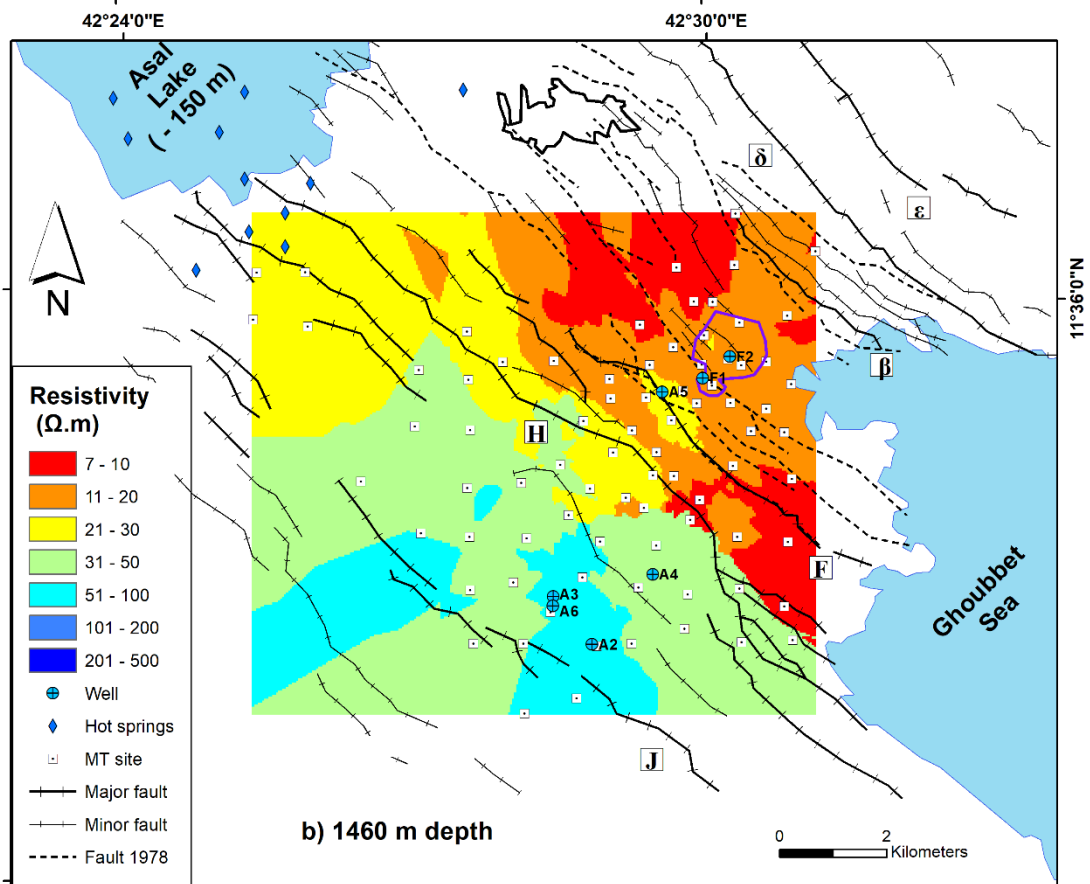 42°24'0"E
42°30'0"E
Asal
Lake
(- 150 m)
δ
ε
N
11°36'0"N
β
F2
F1
A5
H
Resistivity
(Ω.m)
7 - 10
11 - 20
21 - 30
31 - 50
51 - 100
101 - 200
201 - 500
Well
Hot springs
MT site
Major fault
Minor fault
Fault 1978
F
A4
A3
A6
A2
Ghoubbet
Sea
J
b) 1460 m depth
0 2
Kilometers